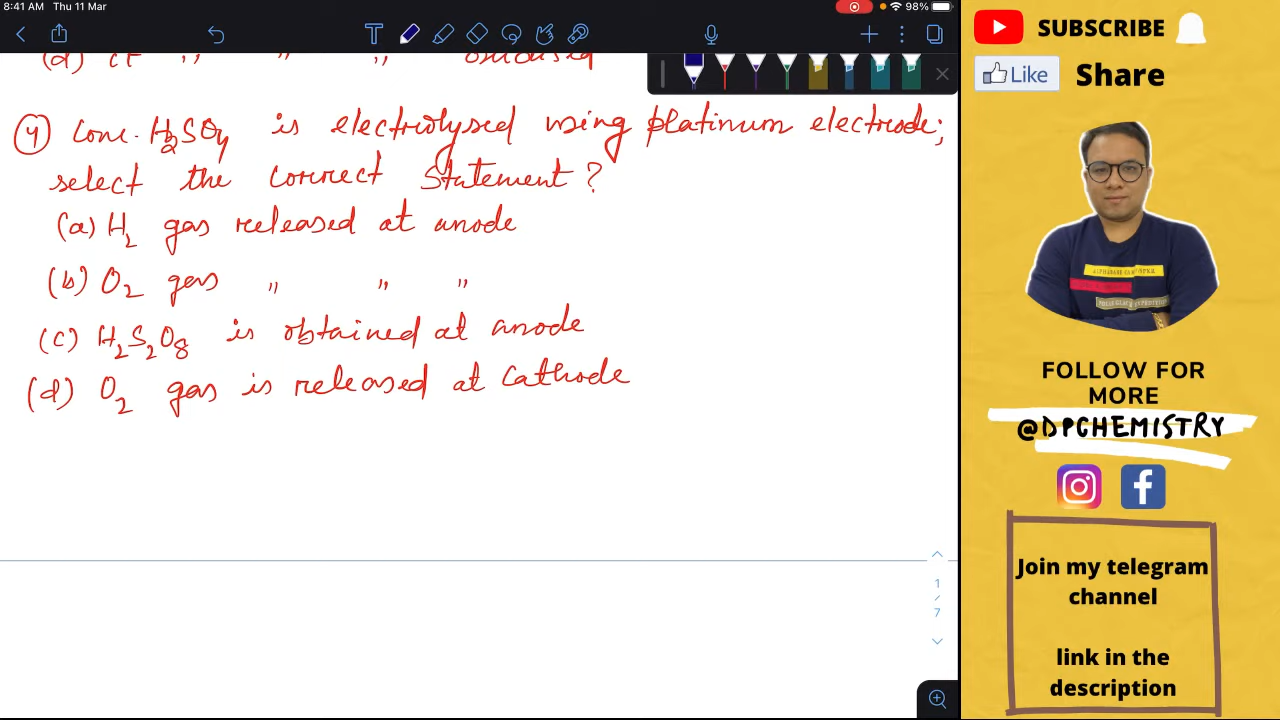 8:41 AM Thu 11 Mar
98%
④ conc. H2SO4 is electrolysed using platinum electrode;
select the correct statement?
(a) H2 gas released at anode
(b) O2 gas " " "
(c) H2S2O8 is obtained at anode
(d) O2 gas is released at cathode
1
/
7
SUBSCRIBE
Like Share
FOLLOW FOR
MORE
@DPCHEMISTRY
Join my telegram
channel
link in the
description